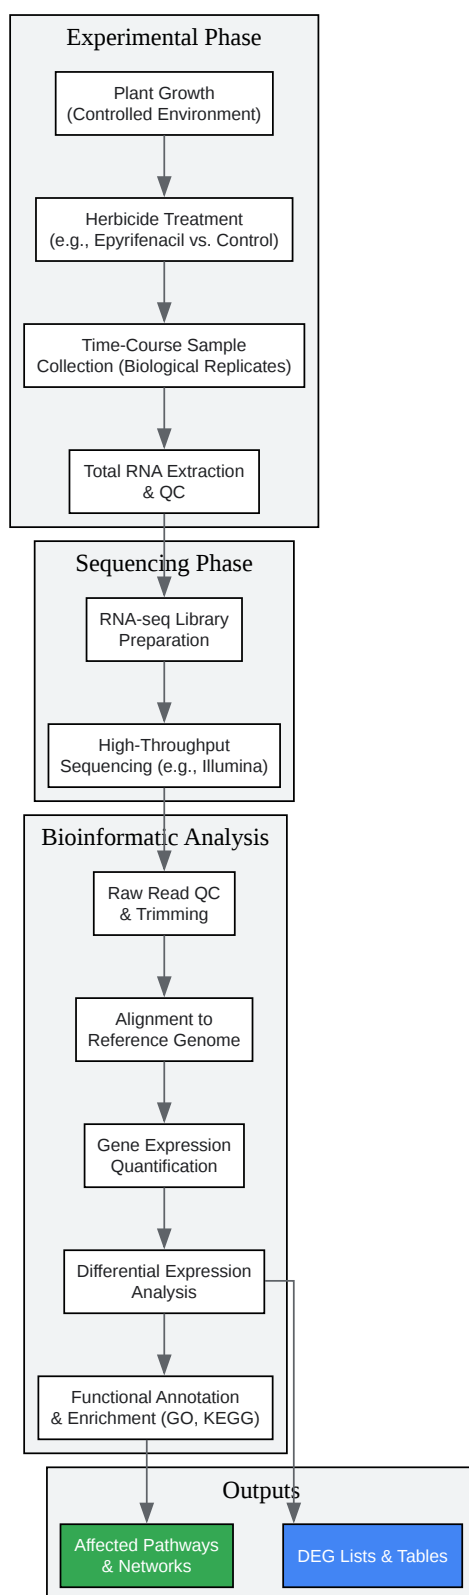 Experimental Phase
Plant Growth
(Controlled Environment)
Herbicide Treatment
(e.g., Epyrifenacil vs. Control)
Time-Course Sample
Collection (Biological Replicates)
Total RNA Extraction
& QC
Sequencing Phase
RNA-seq Library
Preparation
High-Throughput
Sequencing (e.g., Illumina)
Bioinformatic Analysis
Raw Read QC
& Trimming
Alignment to
Reference Genome
Gene Expression
Quantification
Differential Expression
Analysis
Functional Annotation
& Enrichment (GO, KEGG)
Outputs
Affected Pathways
& Networks
DEG Lists & Tables